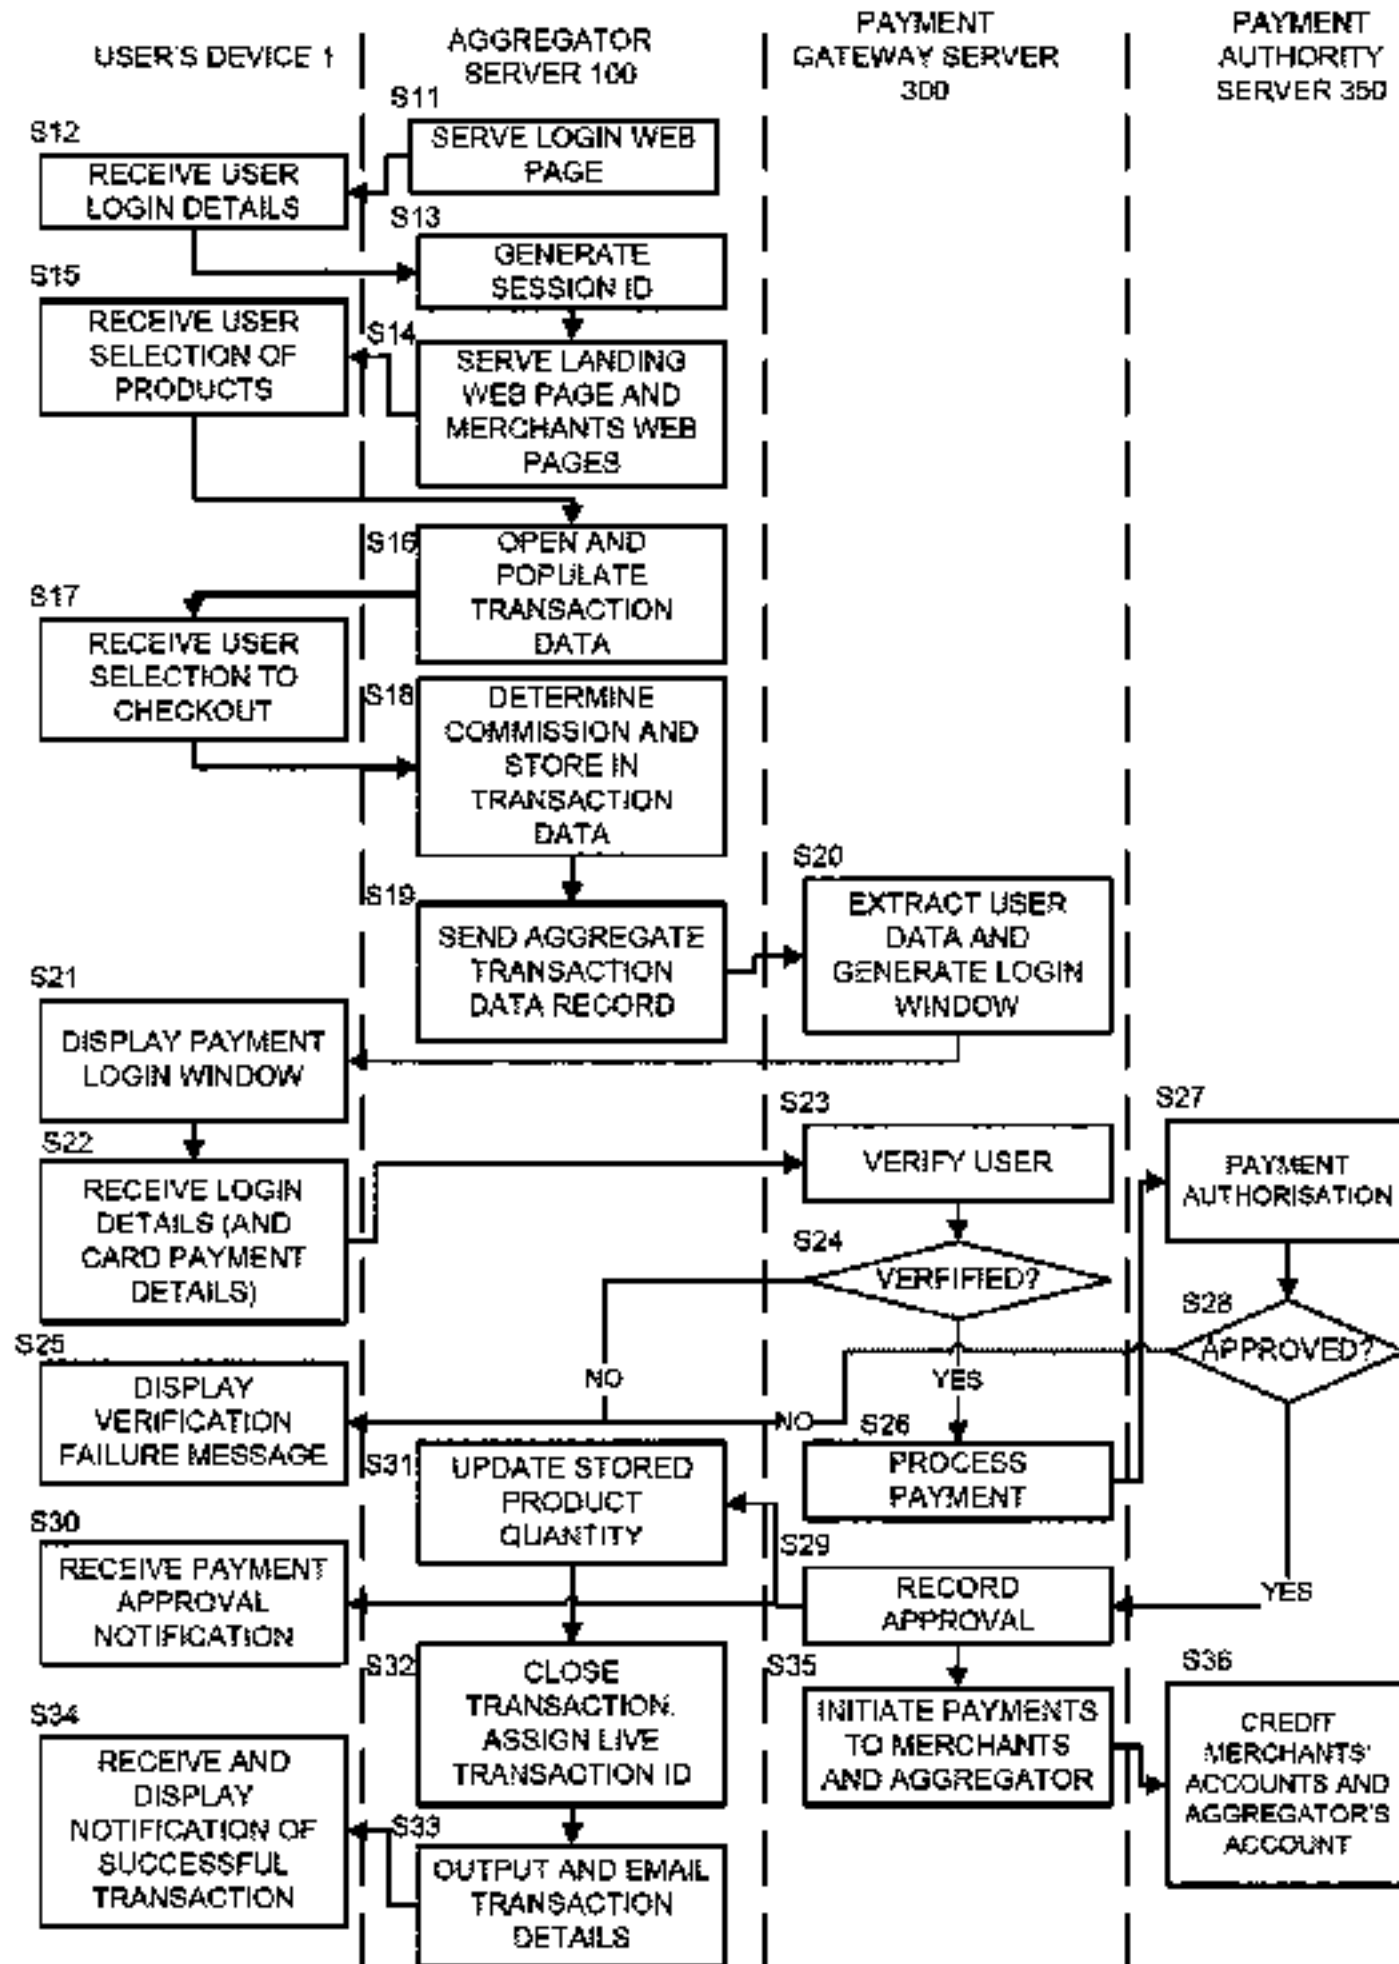 USER'S DEVICE 1
AGGREGATOR
SERVER 100
PAYMENT
GATEWAY SERVER
300
PAYMENT
AUTHORITY
SERVER 350
S11
SERVE LOGIN WEB
PAGE
S12
RECEIVE USER
LOGIN DETAILS
S13
GENERATE
SESSION ID
S14
SERVE LANDING
WEB PAGE AND
MERCHANTS WEB
PAGES
S15
RECEIVE USER
SELECTION OF
PRODUCTS
S16
OPEN AND
POPULATE
TRANSACTION
DATA
S17
RECEIVE USER
SELECTION TO
CHECKOUT
S18
DETERMINE
COMMISSION AND
STORE IN
TRANSACTION
DATA
S19
SEND AGGREGATE
TRANSACTION
DATA RECORD
S20
EXTRACT USER
DATA AND
GENERATE LOGIN
WINDOW
S21
DISPLAY PAYMENT
LOGIN WINDOW
S22
RECEIVE LOGIN
DETAILS (AND
CARD PAYMENT
DETAILS)
S23
VERIFY USER
S24
VERFIFIED?
NO
YES
S25
DISPLAY
VERIFICATION
FAILURE MESSAGE
S26
PROCESS
PAYMENT
S27
PAYMENT
AUTHORISATION
S28
APPROVED?
NO
YES
S29
RECORD
APPROVAL
S30
RECEIVE PAYMENT
APPROVAL
NOTIFICATION
S31
UPDATE STORED
PRODUCT
QUANTITY
S32
CLOSE
TRANSACTION.
ASSIGN LIVE
TRANSACTION ID
S33
OUTPUT AND EMAIL
TRANSACTION
DETAILS
S34
RECEIVE AND
DISPLAY
NOTIFICATION OF
SUCCESSFUL
TRANSACTION
S35
INITIATE PAYMENTS
TO MERCHANTS
AND AGGREGATOR
S36
CREDIT
MERCHANTS'
ACCOUNTS AND
AGGREGATOR'S
ACCOUNT